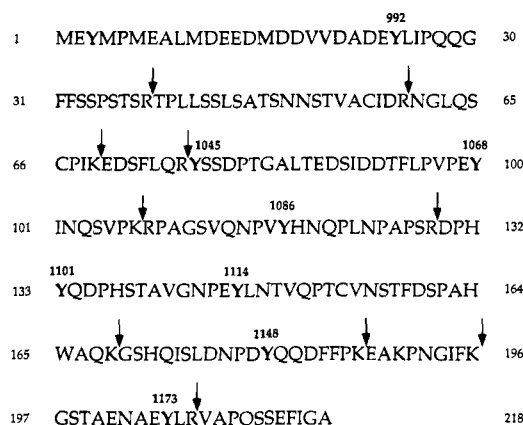 992
1 MEYMPMEALMDEEDMDDVVDADEYLIPQQG 30
31 FFSSPSTSRTPLLSSLSATSNNSTVACIDRNGLQS 65
1045 1068
66 CPIKEDSFLQRYSSDPTGALTEDSIDDTFLPVPEY 100
1086
101 INQSVPKRPAGSVQNPVYHNQPLNPAPSRDPH 132
1101 1114
133 YQDPHSTAVGNPEYLNTVQPTCVNSTFDSPAH 164
2148
165 WAQKGSHQISLDNPDYQQDFFPKEAKPNGIFK 196
1173
197 GSTAENAEYLRVAPQSSEFIGA 218